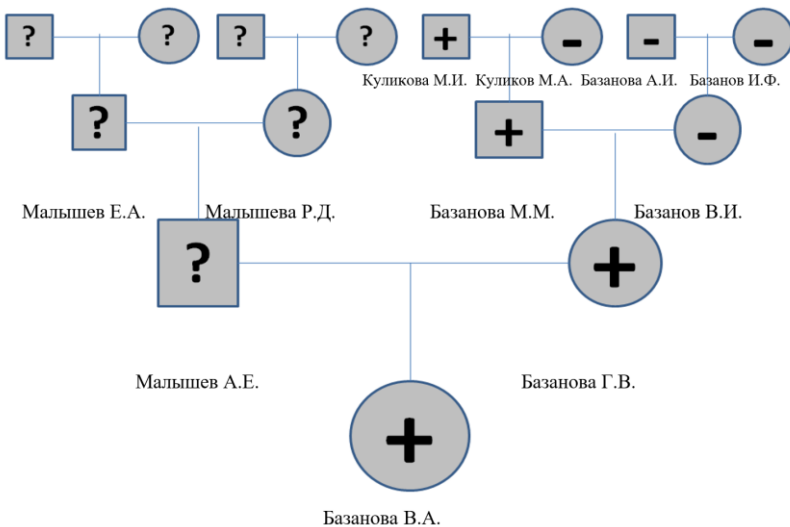 ? ? ? ? + - - -
Куликова М.И. Куликов М.А. Базанова А.И. Базанов И.Ф.
? ? + -
Малышев Е.А. Малышева Р.Д. Базанова М.М. Базанов В.И.
? +
Малышев А.Е. Базанова Г.В.
+
Базанова В.А.